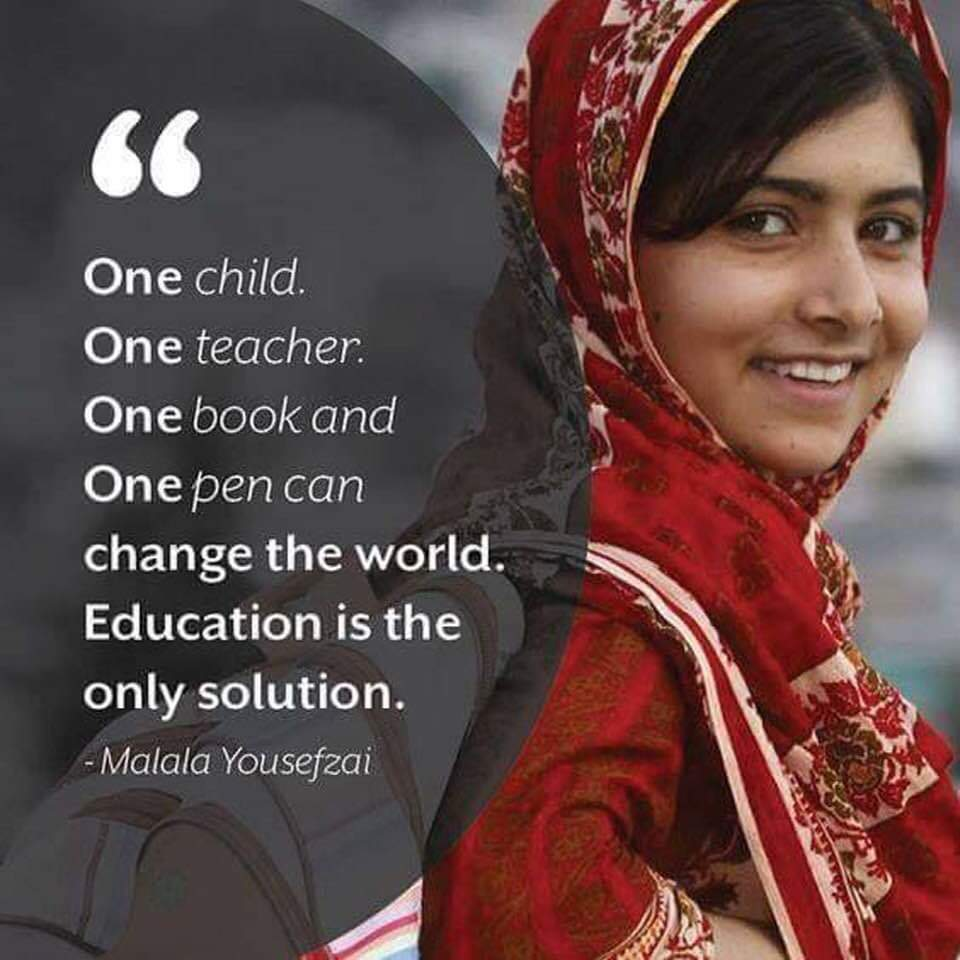 “
One child.
One teacher.
One book and
One pen can
change the world.
Education is the
only solution.
- Malala Yousefzai